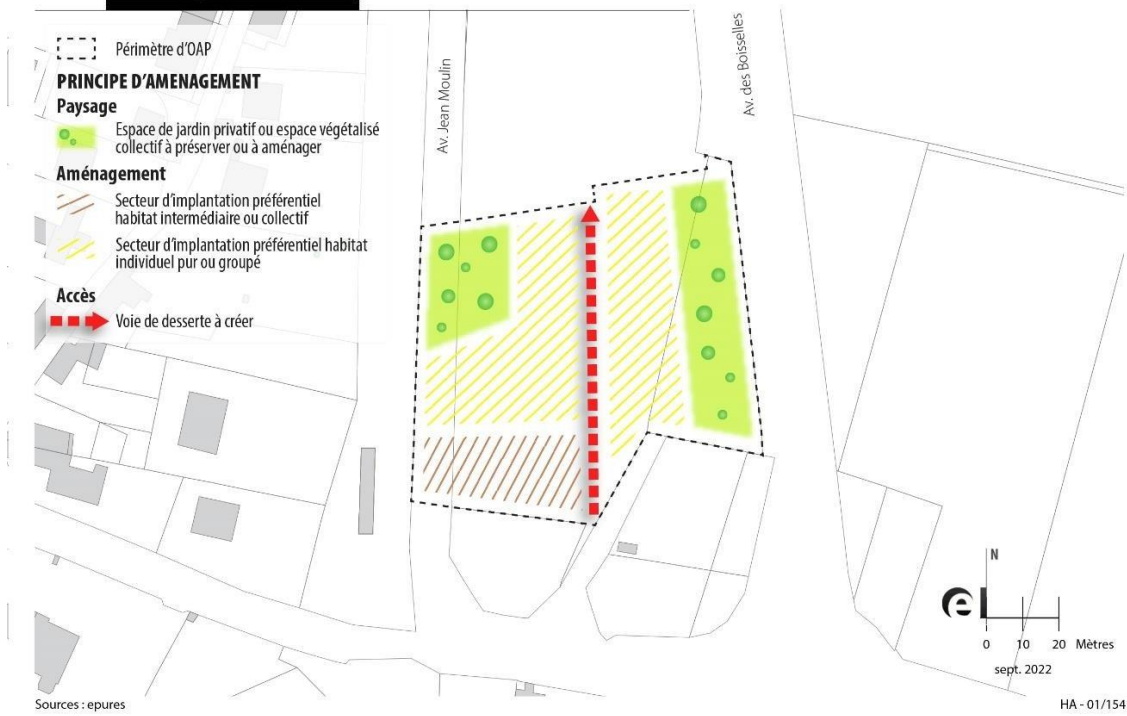 Périmètre d'OAP
PRINCIPE D'AMENAGEMENT
Paysage
Espace de jardin privatif ou espace végétalisé
collectif à préserver ou à aménager
Aménagement
Secteur d'implantation préférentiel
habitat intermédiaire ou collectif
Secteur d'implantation préférentiel habitat
individuel pur ou groupé
Accès
Voie de desserte à créer
Av. Jean Moulin
Av. des Boisselles
N
e
0 10 20 Mètres
sept. 2022
Sources : epures
HA - 01/154